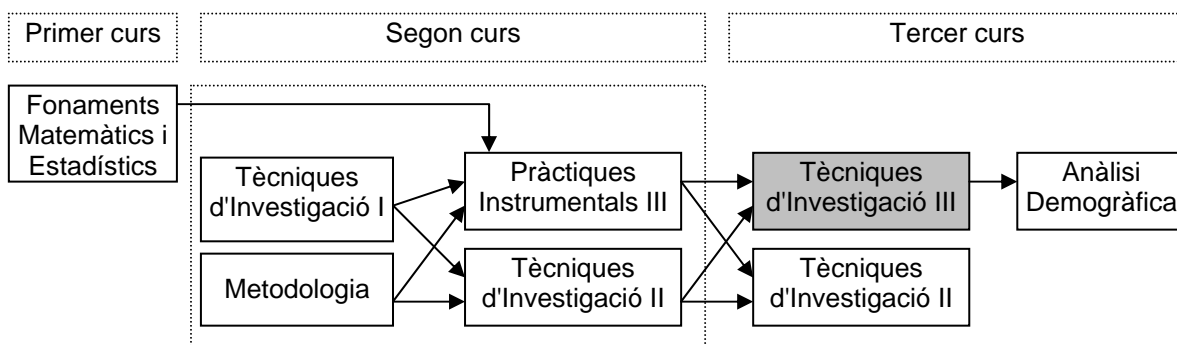 Primer curs
Segon curs
Tercer curs
Fonaments
Matemàtics i
Estadístics
Tècniques
d'Investigació I
Metodologia
Pràctiques
Instrumentals III
Tècniques
d'Investigació II
Tècniques
d'Investigació III
Tècniques
d'Investigació II
Anàlisi
Demogràfica